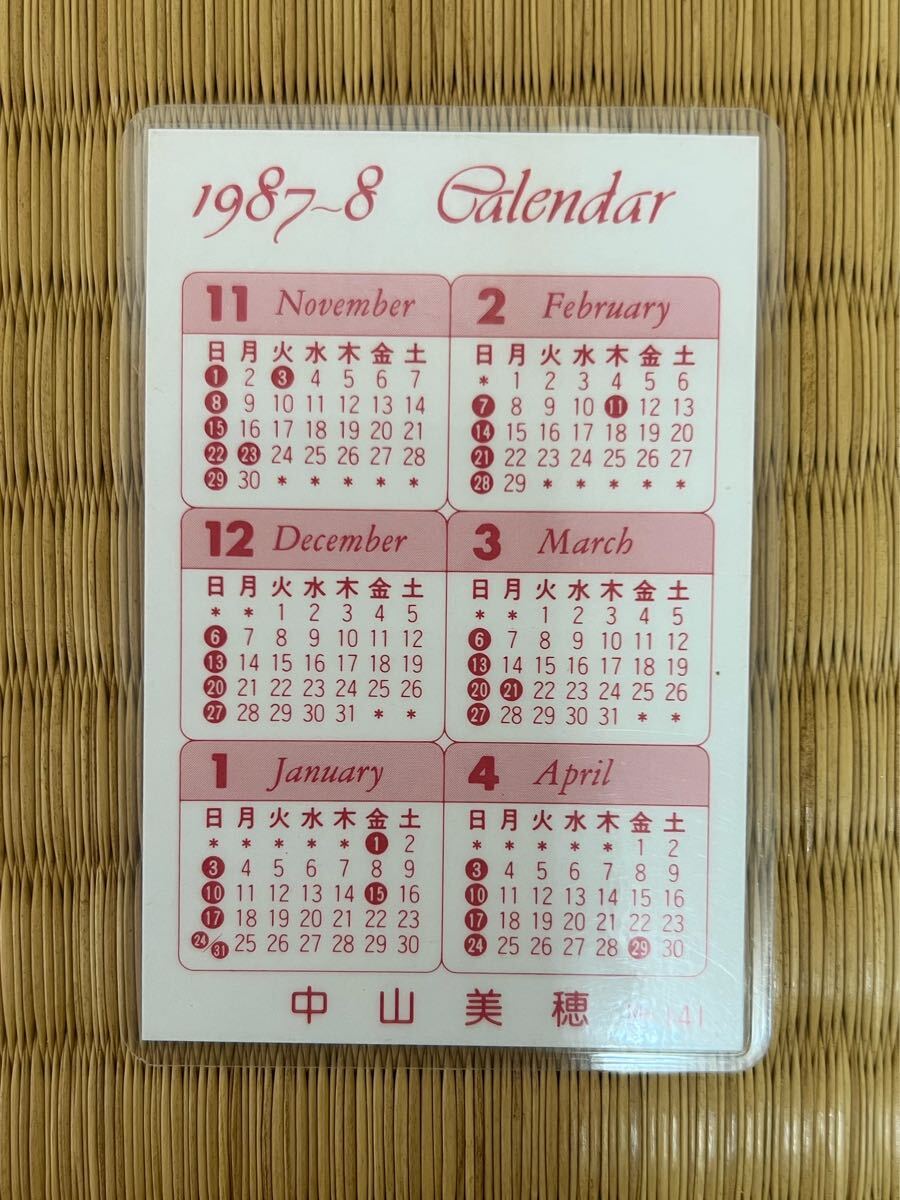 1987~8 Calendar
11 November
日 月 火 水 木 金 土
1 2 3 4 5 6 7
8 9 10 11 12 13 14
15 16 17 18 19 20 21
22 23 24 25 26 27 28
29 30 * * * * *
12 December
日 月 火 水 木 金 土
* * 1 2 3 4 5
6 7 8 9 10 11 12
13 14 15 16 17 18 19
20 21 22 23 24 25 26
27 28 29 30 31 * *
1 January
日 月 火 水 木 金 土
* * * * * 1 2
3 4 5 6 7 8 9
10 11 12 13 14 15 16
17 18 19 20 21 22 23
24/31 25 26 27 28 29 30
2 February
日 月 火 水 木 金 土
* 1 2 3 4 5 6
7 8 9 10 11 12 13
14 15 16 17 18 19 20
21 22 23 24 25 26 27
28 29 * * * * *
3 March
日 月 火 水 木 金 土
* * 1 2 3 4 5
6 7 8 9 10 11 12
13 14 15 16 17 18 19
20 21 22 23 24 25 26
27 28 29 30 31 * *
4 April
日 月 火 水 木 金 土
* * * * * 1 2
3 4 5 6 7 8 9
10 11 12 13 14 15 16
17 18 19 20 21 22 23
24 25 26 27 28 29 30
中山美穂 141